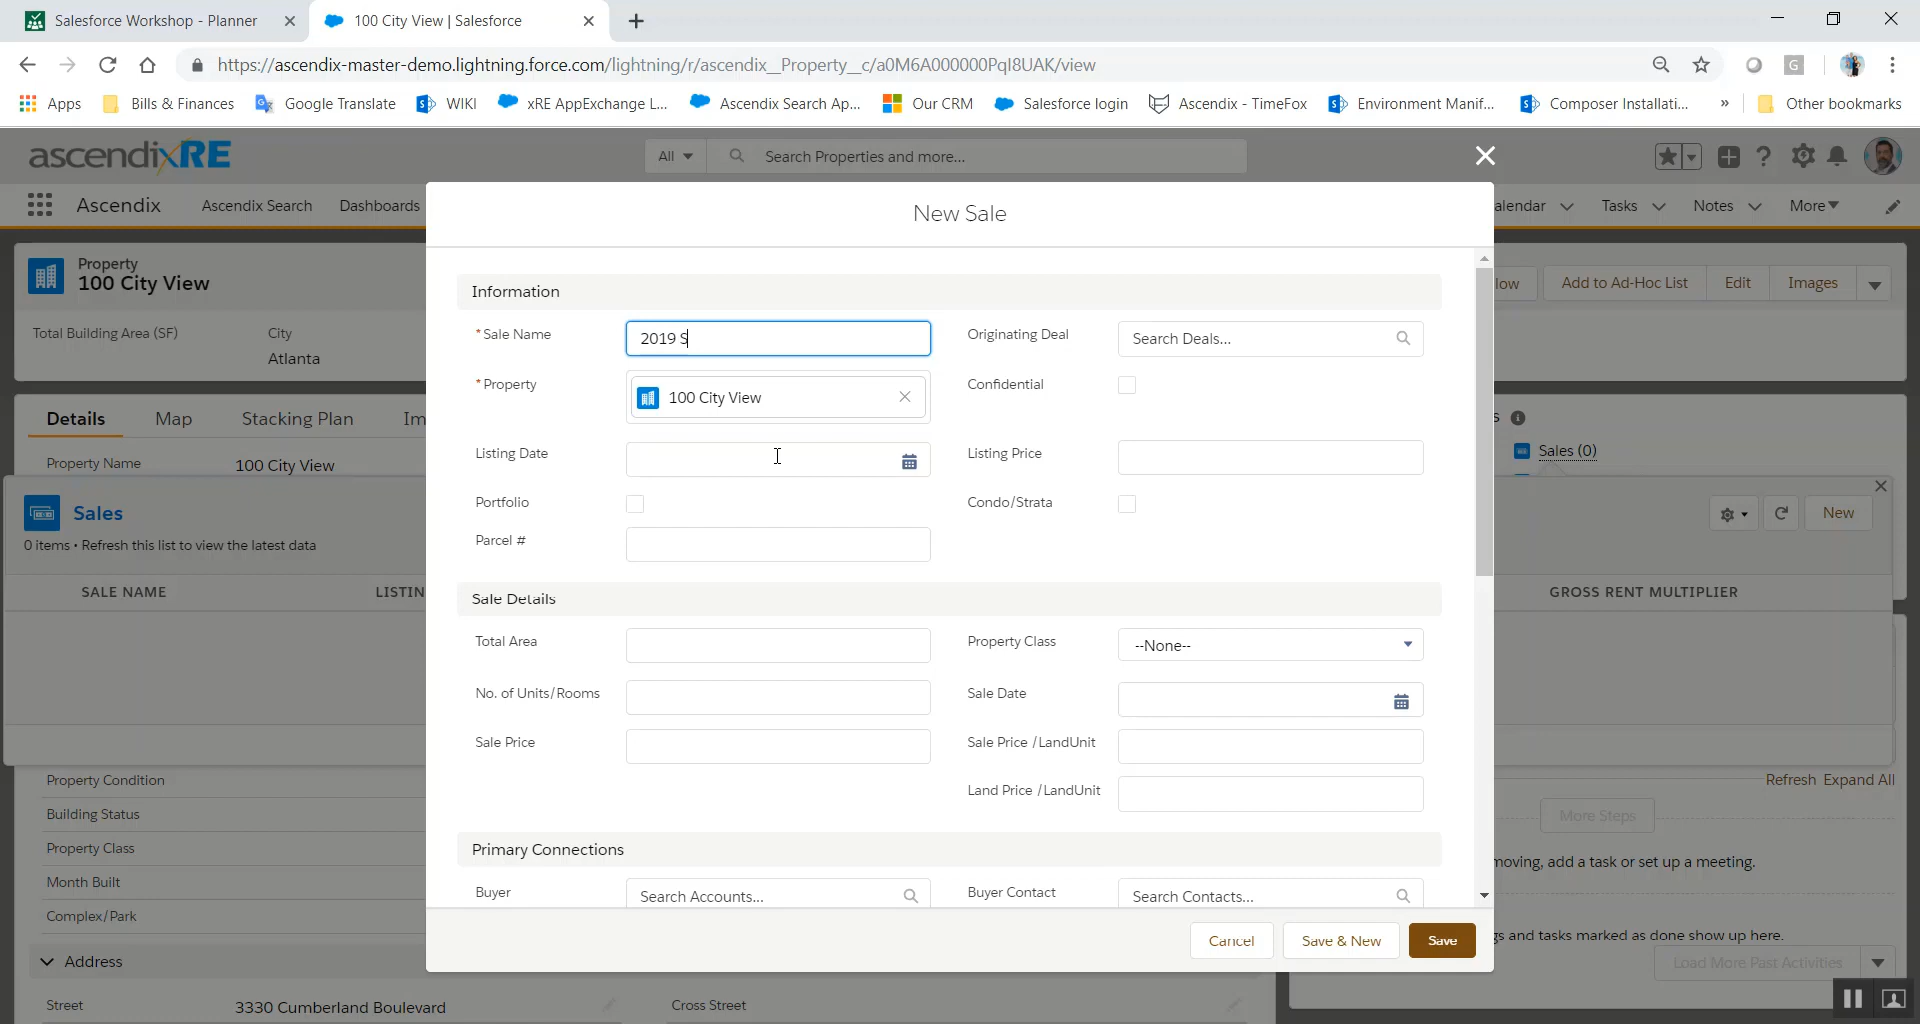 Salesforce Workshop - Planner
100 City View | Salesforce
https://ascendix-master-demo.lightning.force.com/lightning/r/ascendix__Property__c/a0M6A000000PqI8UAK/view
G
Apps
Bills & Finances
Google Translate
WIKI
xRE AppExchange L...
Ascendix Search Ap...
Our CRM
Salesforce login
Ascendix - TimeFox
Environment Manif...
Composer Installati...
»
Other bookmarks
ascendixRE
All
Search Properties and more...
Ascendix
Ascendix Search
Dashboards
alendar
Tasks
Notes
More
New Sale
Property
100 City View
low
Add to Ad-Hoc List
Edit
Images
Total Building Area (SF)
City
Atlanta
Information
*Sale Name
2019 S
Originating Deal
Search Deals...
*Property
100 City View
Confidential
Details
Map
Stacking Plan
Im
s
Sales (0)
Property Name
100 City View
Listing Date
Listing Price
Portfolio
Condo/Strata
Parcel #
Sales
0 items • Refresh this list to view the latest data
New
SALE NAME
LISTIN
GROSS RENT MULTIPLIER
Sale Details
Total Area
Property Class
--None--
No. of Units/Rooms
Sale Date
Sale Price
Sale Price /LandUnit
Land Price /LandUnit
Property Condition
Building Status
Property Class
Month Built
Complex/Park
Refresh Expand All
More Steps
moving, add a task or set up a meeting.
Primary Connections
Buyer
Search Accounts...
Buyer Contact
Search Contacts...
Cancel
Save & New
Save
gs and tasks marked as done show up here.
Load More Past Activities
Address
Street
3330 Cumberland Boulevard
Cross Street